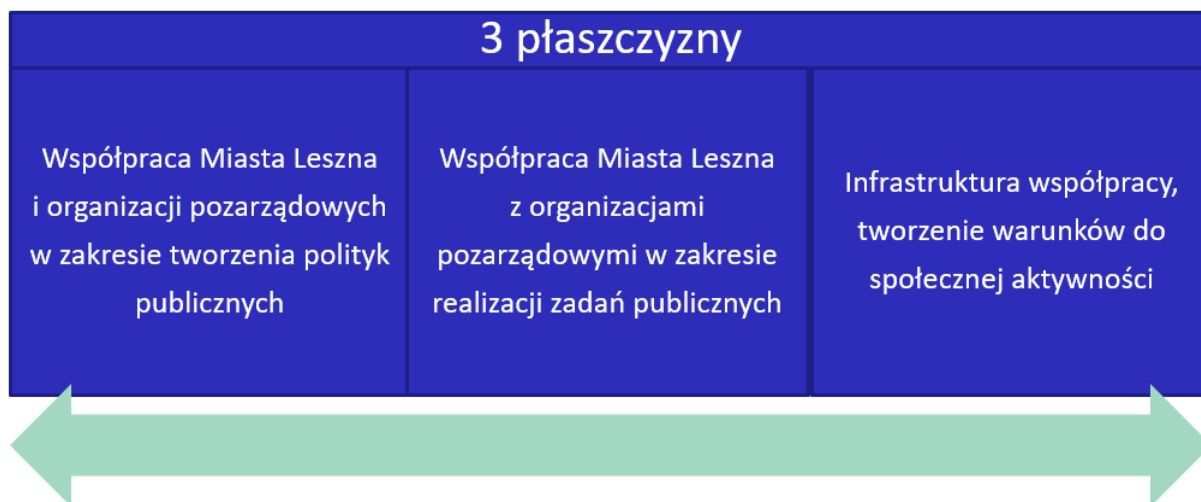 3 płaszczyzny
Współpraca Miasta Leszna
i organizacji pozarządowych
w zakresie tworzenia polityk
publicznych
Współpraca Miasta Leszna
z organizacjami
pozarządowymi w zakresie
realizacji zadań publicznych
Infrastruktura współpracy,
tworzenie warunków do
społecznej aktywności